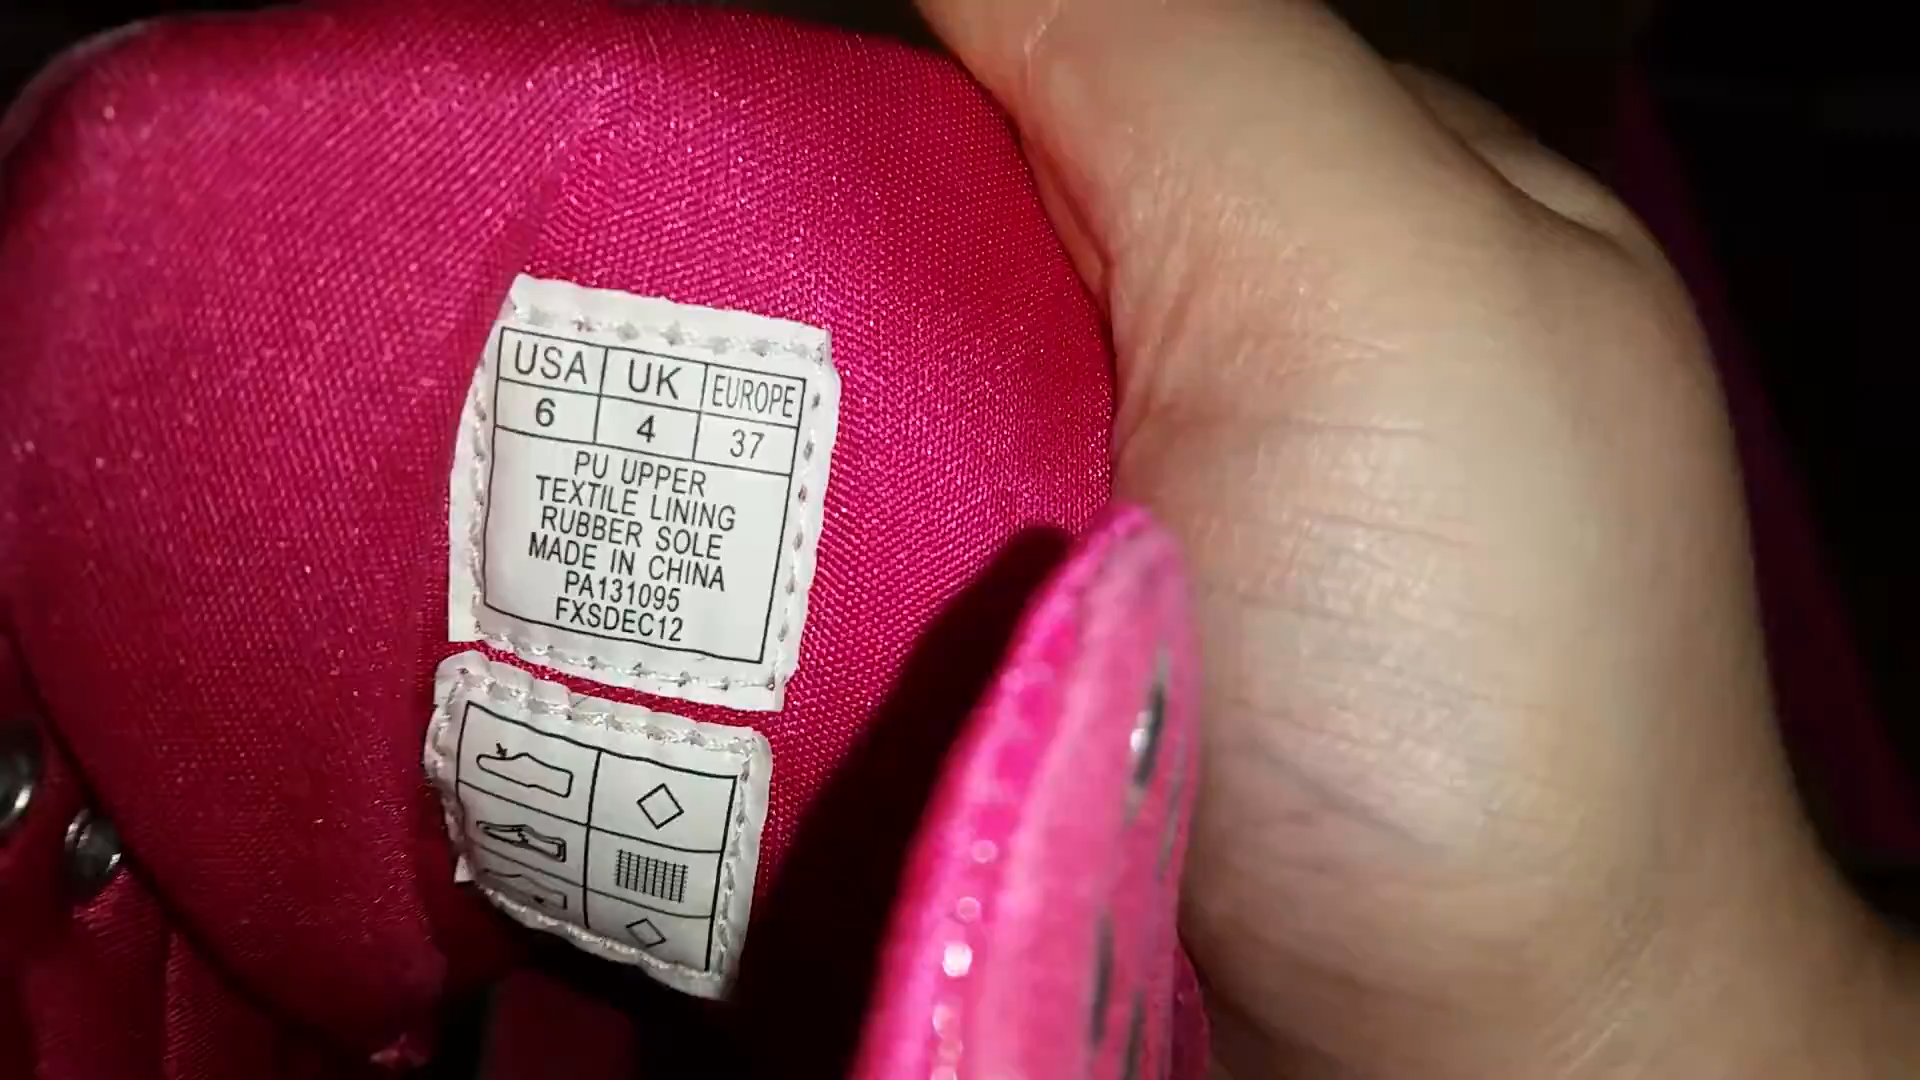 USA UK EUROPE
6 4 37
PU UPPER
TEXTILE LINING
RUBBER SOLE
MADE IN CHINA
PA131095
FXSDEC12